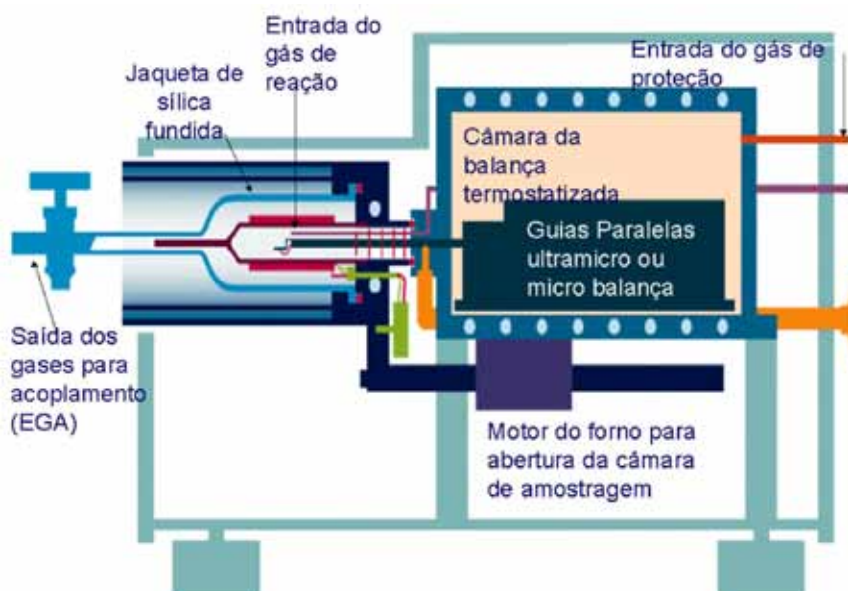 Entrada do
gás de
reação
Entrada do gás de
proteção
Jaqueta de
sílica
fundida
Câmara da
balança
termostatizada
Guias Paralelas
ultramicro ou
micro balança
Saída dos
gases para
acoplamento
(EGA)
Motor do forno para
abertura da câmara
de amostragem